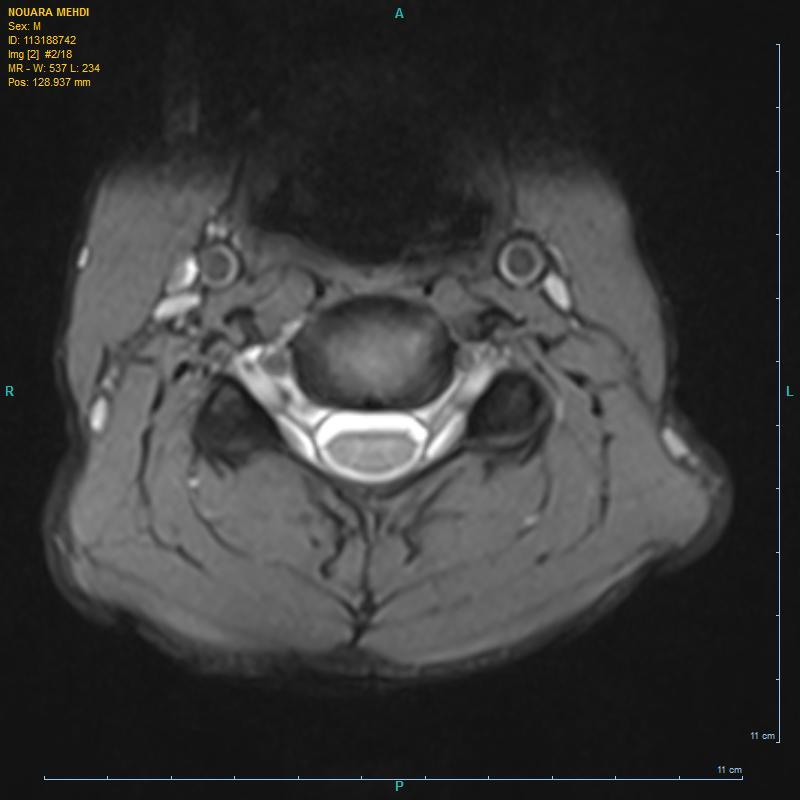 NOUARA MEHDI
Sex: M
ID: 113188742
Img [2] #2/18
MR - W: 537 L: 234
Pos: 128.937 mm
A
R
L
11 cm
11 cm
P